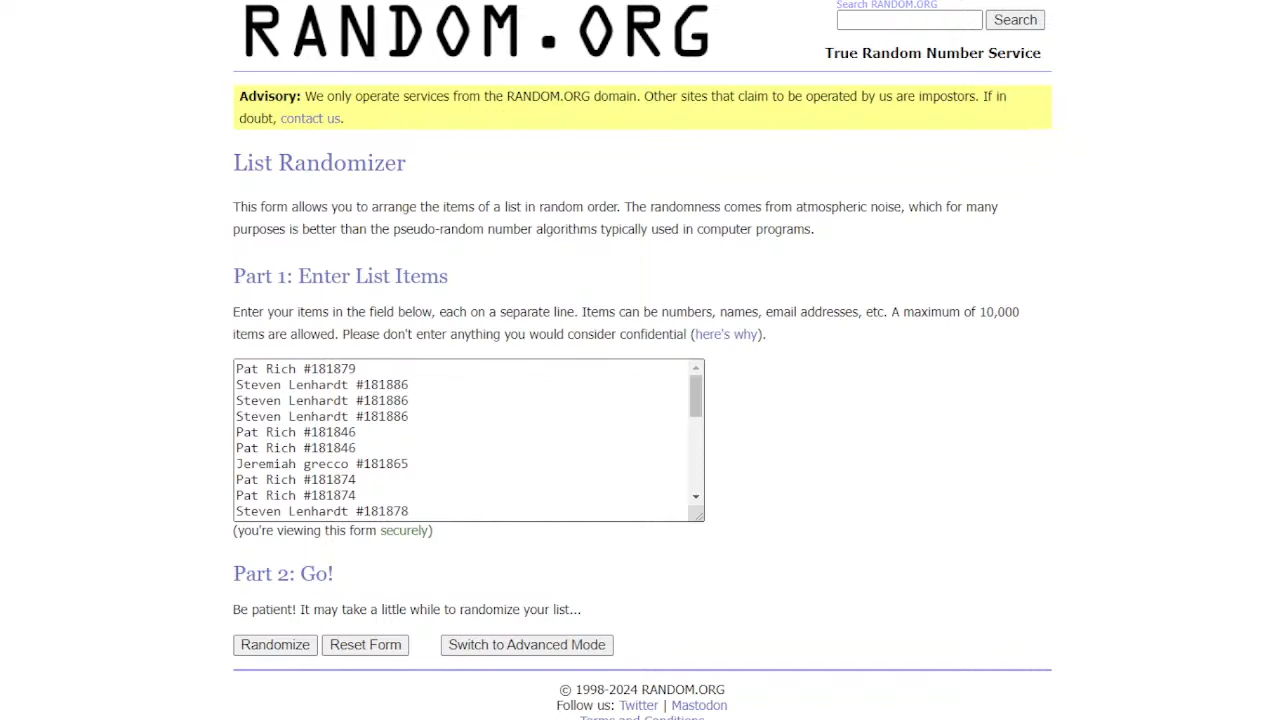 Search RANDOM.ORG
RANDOM.ORG
Search
True Random Number Service
Advisory: We only operate services from the RANDOM.ORG domain. Other sites that claim to be operated by us are impostors. If in
doubt, contact us.
List Randomizer
This form allows you to arrange the items of a list in random order. The randomness comes from atmospheric noise, which for many
purposes is better than the pseudo-random number algorithms typically used in computer programs.
Part 1: Enter List Items
Enter your items in the field below, each on a separate line. Items can be numbers, names, email addresses, etc. A maximum of 10,000
items are allowed. Please don't enter anything you would consider confidential (here's why).
Pat Rich #181879
Steven Lenhardt #181886
Steven Lenhardt #181886
Steven Lenhardt #181886
Pat Rich #181846
Pat Rich #181846
Jeremiah grecco #181865
Pat Rich #181874
Pat Rich #181874
Steven Lenhardt #181878
(you're viewing this form securely)
Part 2: Go!
Be patient! It may take a little while to randomize your list...
Randomize Reset Form Switch to Advanced Mode
© 1998-2024 RANDOM.ORG
Follow us: Twitter | Mastodon
Terms and Conditions